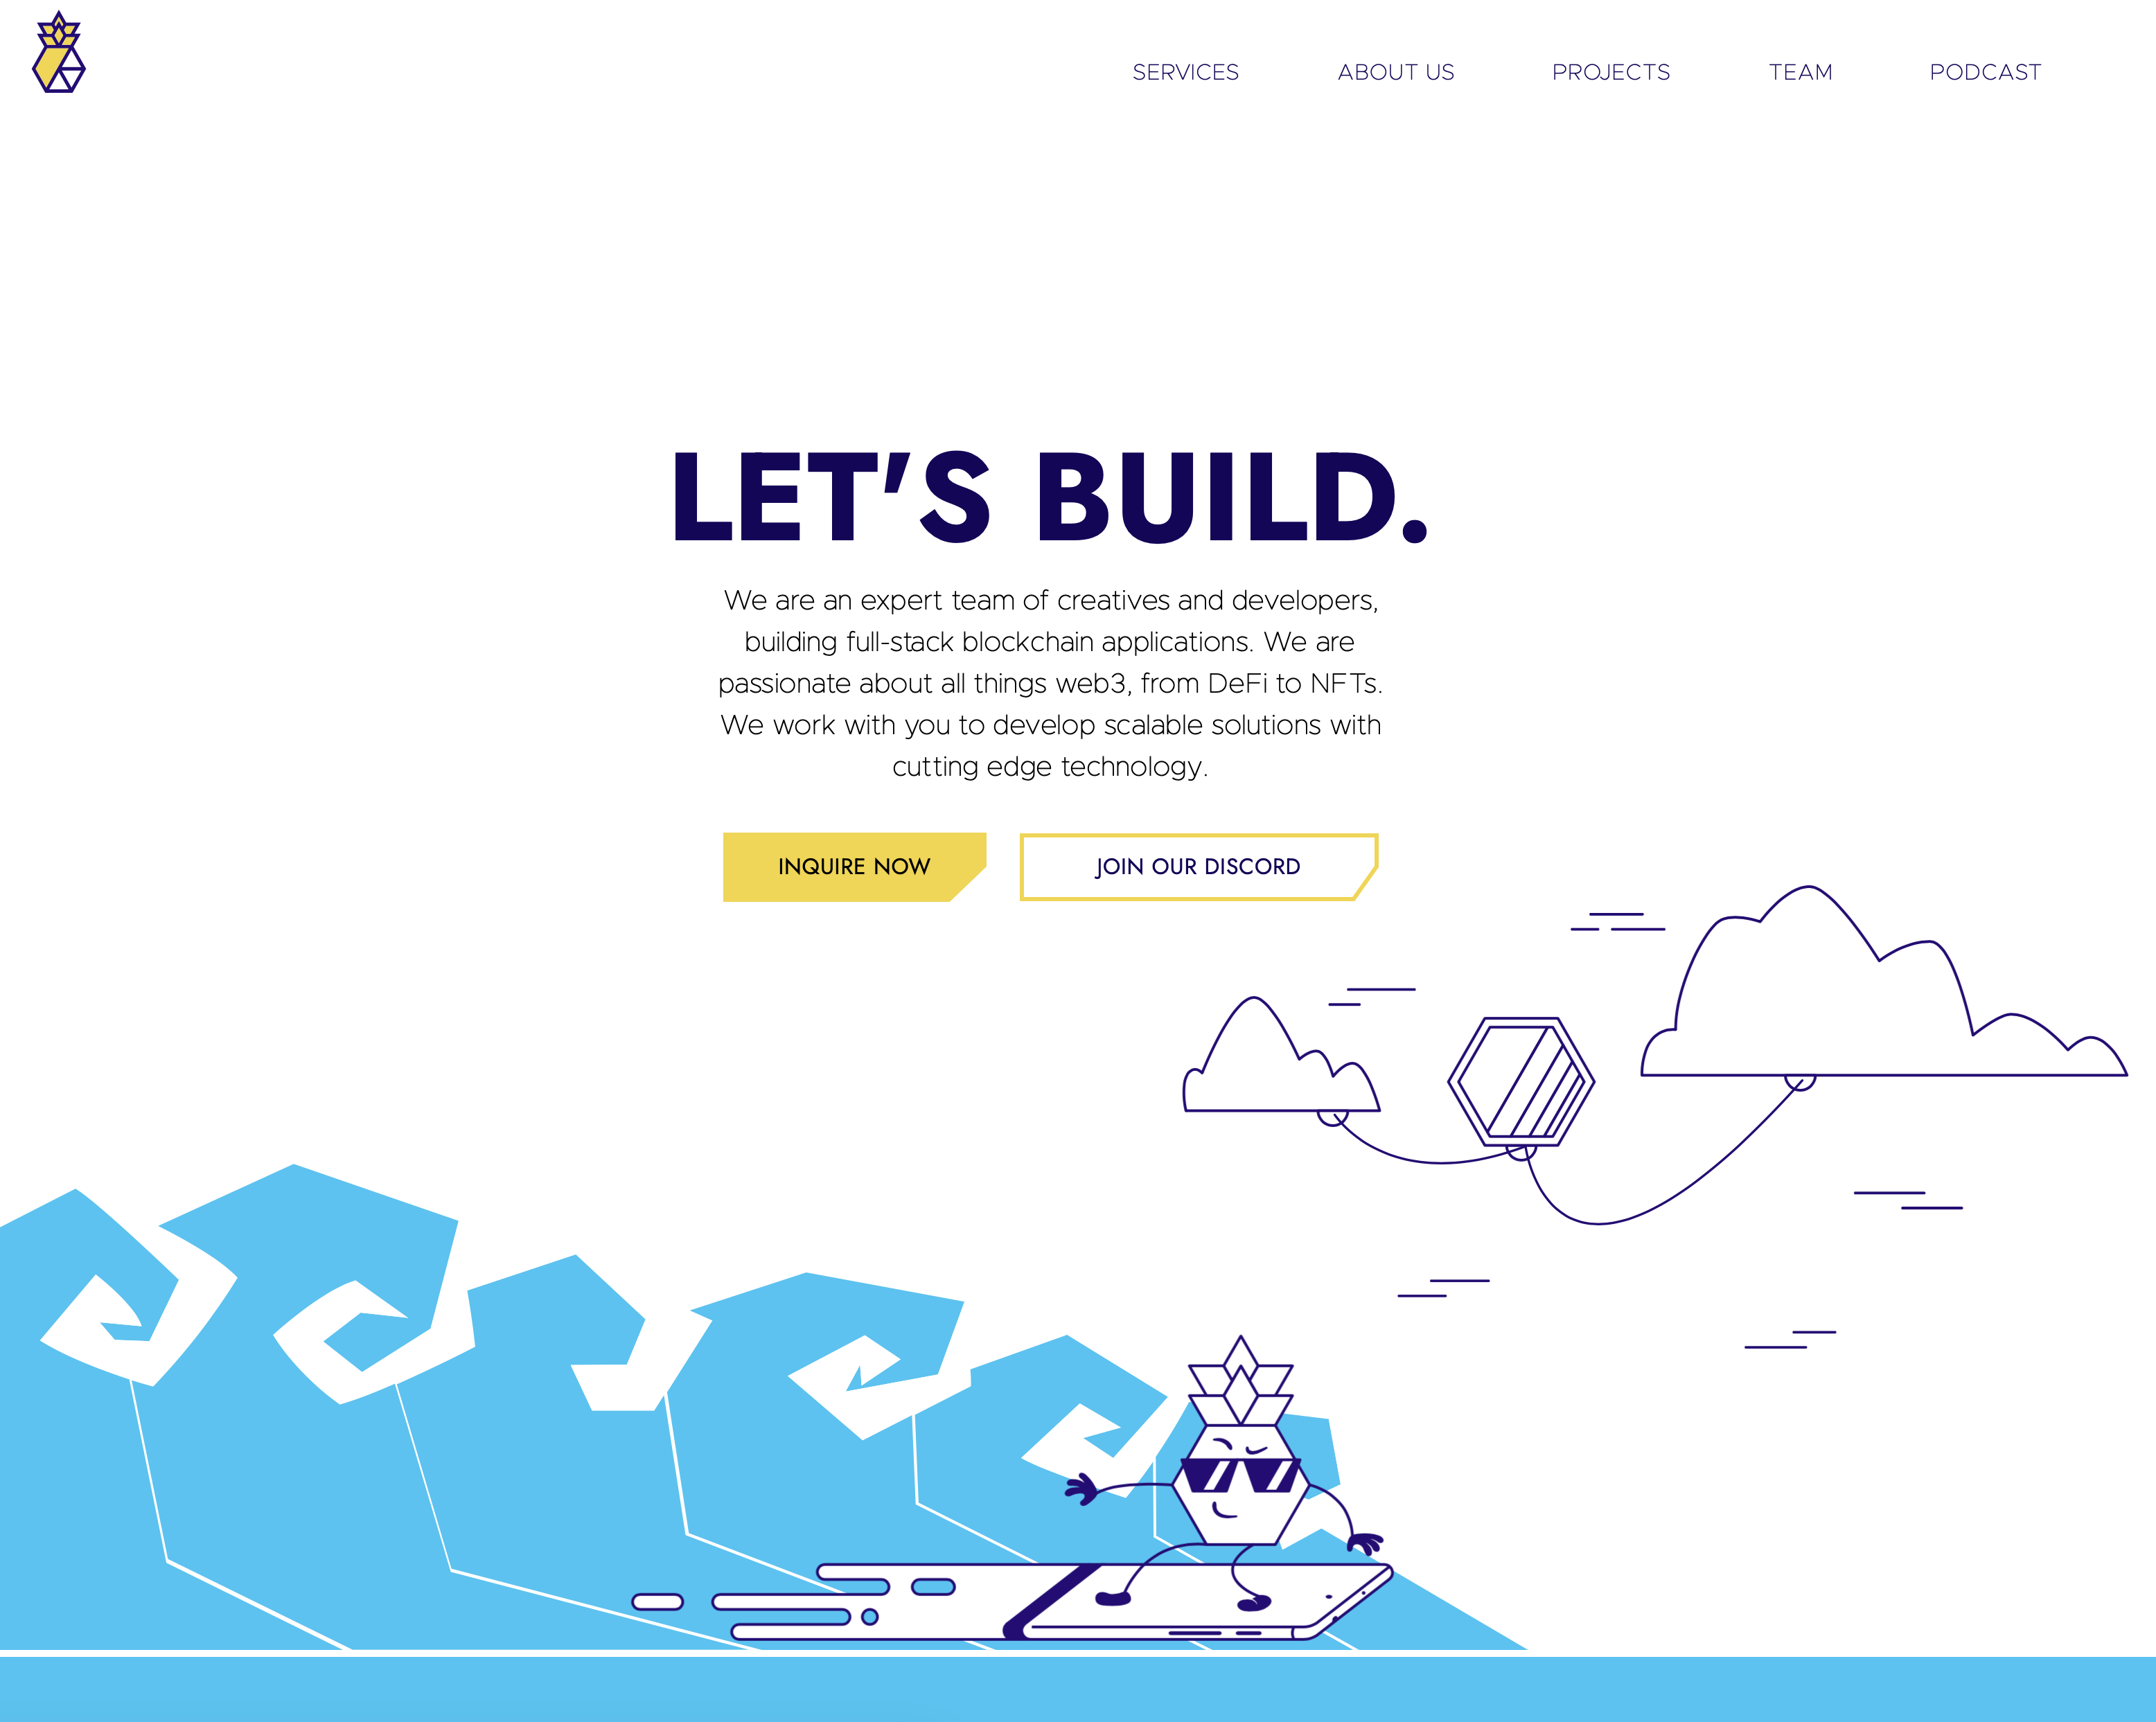 SERVICES ABOUT US PROJECTS TEAM PODCAST
LET'S BUILD.
We are an expert team of creatives and developers,
building full-stack blockchain applications. We are
passionate about all things web3, from DeFi to NFTs.
We work with you to develop scalable solutions with
cutting edge technology.
INQUIRE NOW JOIN OUR DISCORD